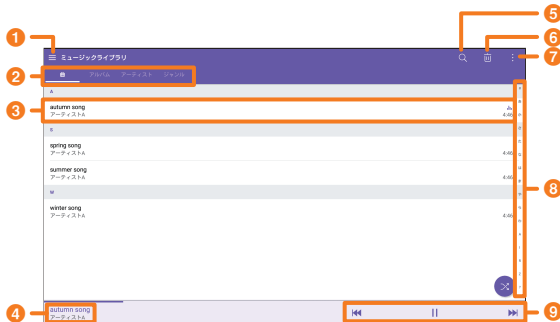 5
6
1
ミュージックライブラリ
7
2
曲 アルバム アーティスト ジャンル
A
3
autumn song
アーティストA
4:46
S
spring song
アーティストA
4:46
summer song
アーティストA
4:46
8
W
winter song
アーティストA
4:46
4
autumn song
アーティストA
9